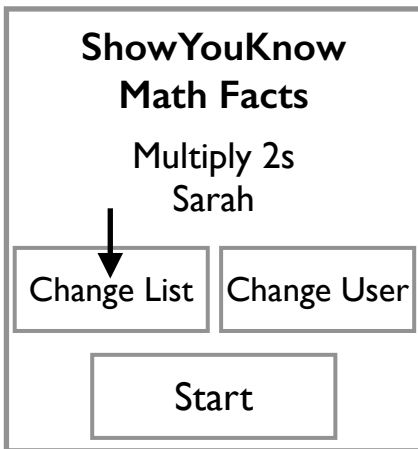 ShowYouKnow
Math Facts
Multiply 2s
Sarah
Change List
Change User
Start